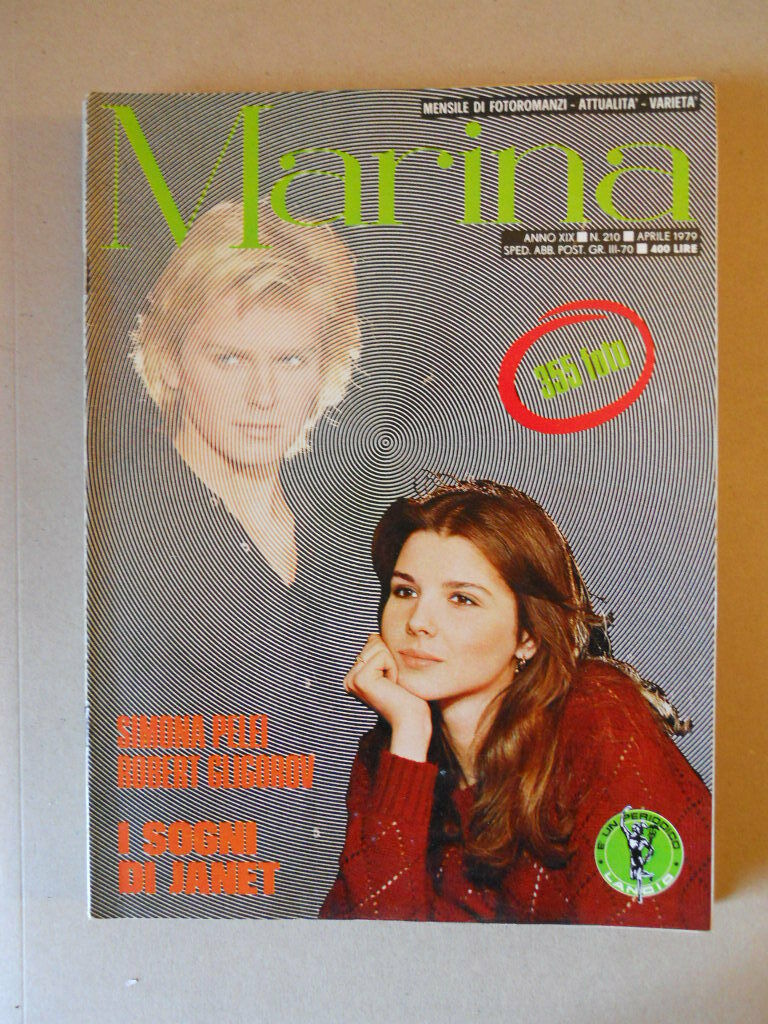 MENSILE DI FOTOROMANZI - ATTUALITA' - VARIETA'
Marina
ANNO XIX ■ N. 210 ■ APRILE 1979
SPED. ABB. POST. GR. III-70 ■ 400 LIRE
355 foto
SIMONA PELEI
ROBERT GLIGOROV
I SOGNI
DI JANET
E UN PERIODICO
LANCIO